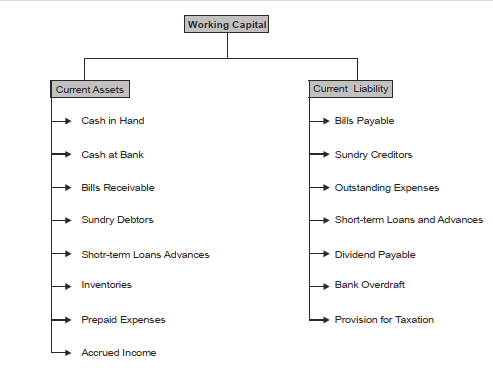 Working Capital
Current Assets
Cash in Hand
Cash at Bank
Bills Receivable
Sundry Debtors
Shotr-term Loans Advances
Inventories
Prepaid Expenses
Accrued Income
Current Liability
Bills Payable
Sundry Creditors
Outstanding Expenses
Short-term Loans and Advances
Dividend Payable
Bank Overdraft
Provision for Taxation